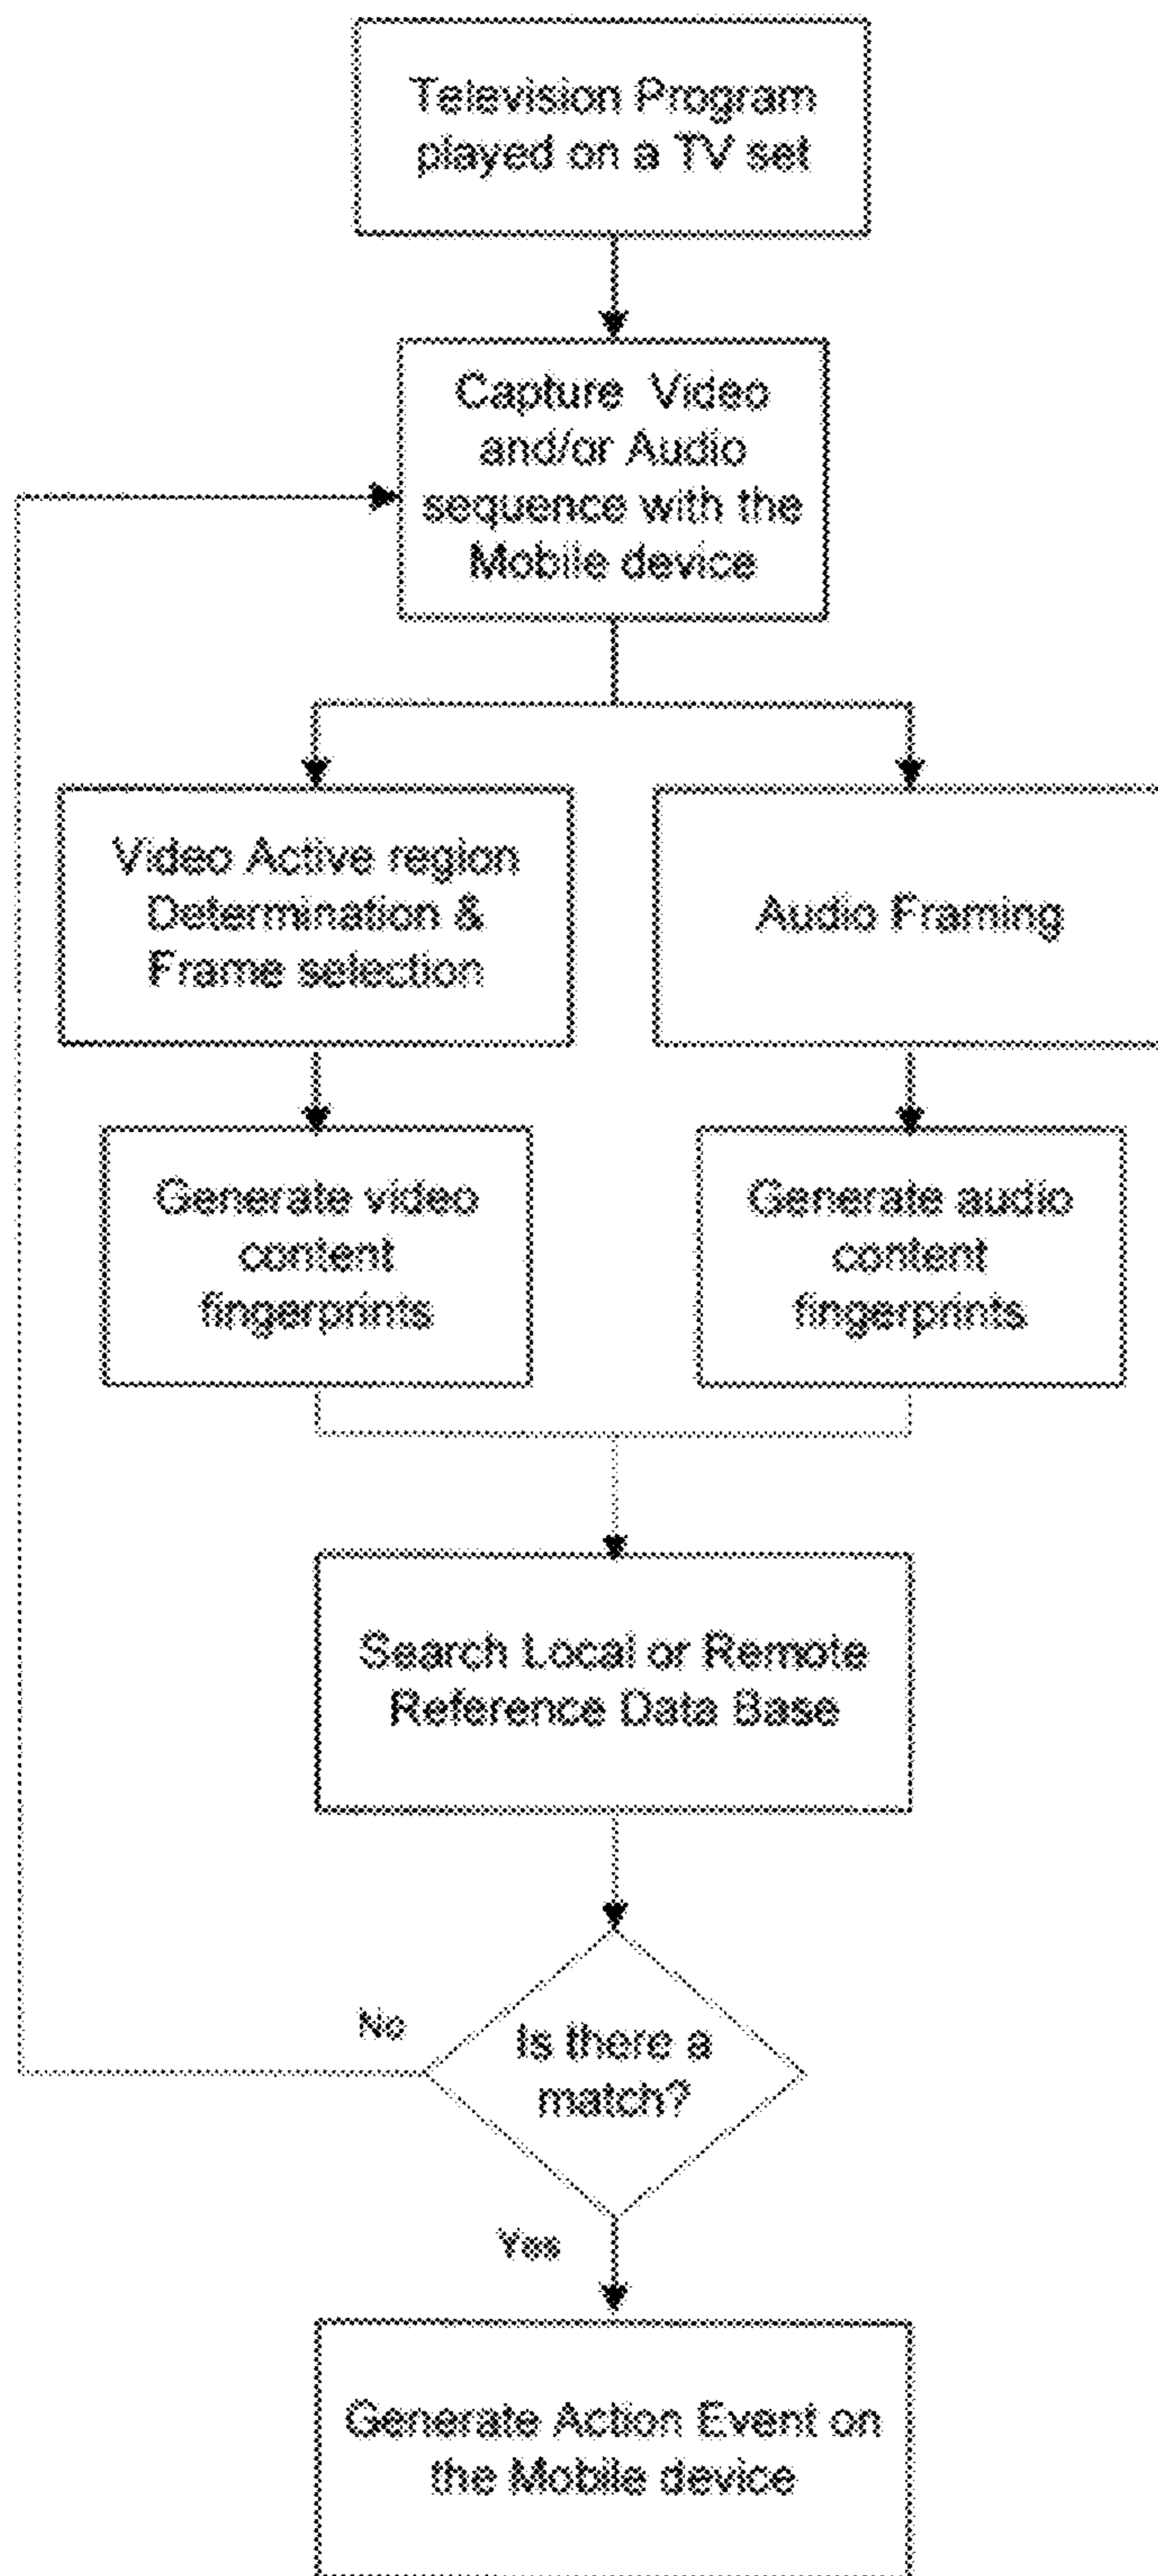 Television Program
played on a TV set
Capture Video
and/or Audio
sequence with the
Mobile device
Video Active region
Determination &
Frame selection
Audio Framing
Generate video
content
fingerprints
Generate audio
content
fingerprints
Search Local or Remote
Reference Data Base
No
Is there a
match?
Yes
Generate Action Event on
the Mobile device